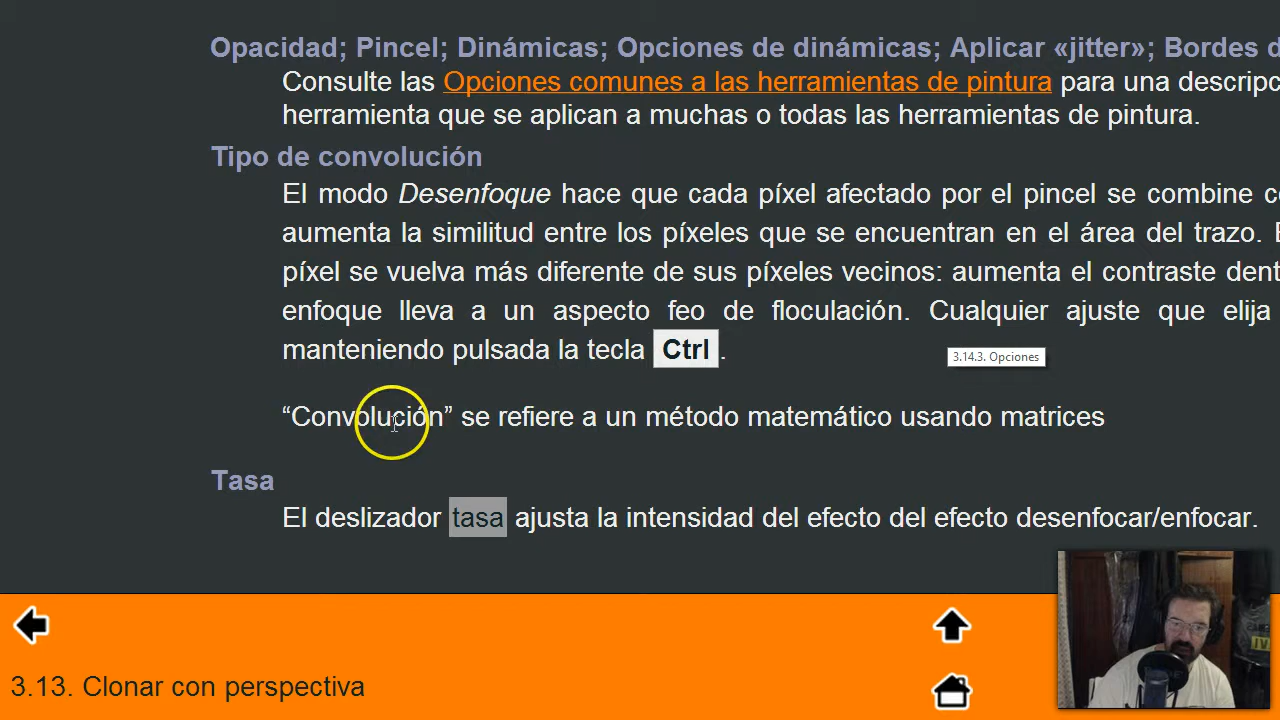 Opacidad; Pincel; Dinámicas; Opciones de dinámicas; Aplicar «jitter»; Bordes
Consulte las Opciones comunes a las herramientas de pintura para una
herramienta que se aplican a muchas o todas las herramientas de pintura.
Tipo de convolución
El modo Desenfoque hace que cada píxel afectado por el pincel se combine
aumenta la similitud entre los píxeles que se encuentran en el área del trazo.
píxel se vuelva más diferente de sus píxeles vecinos: aumenta el contraste
enfoque lleva a un aspecto feo de floculación. Cualquier ajuste que elija
manteniendo pulsada la tecla Ctrl.
3.14.3. Opciones
“Convolución” se refiere a un método matemático usando matrices
Tasa
El deslizador tasa ajusta la intensidad del efecto del efecto desenfocar/enfocar.
3.13. Clonar con perspectiva